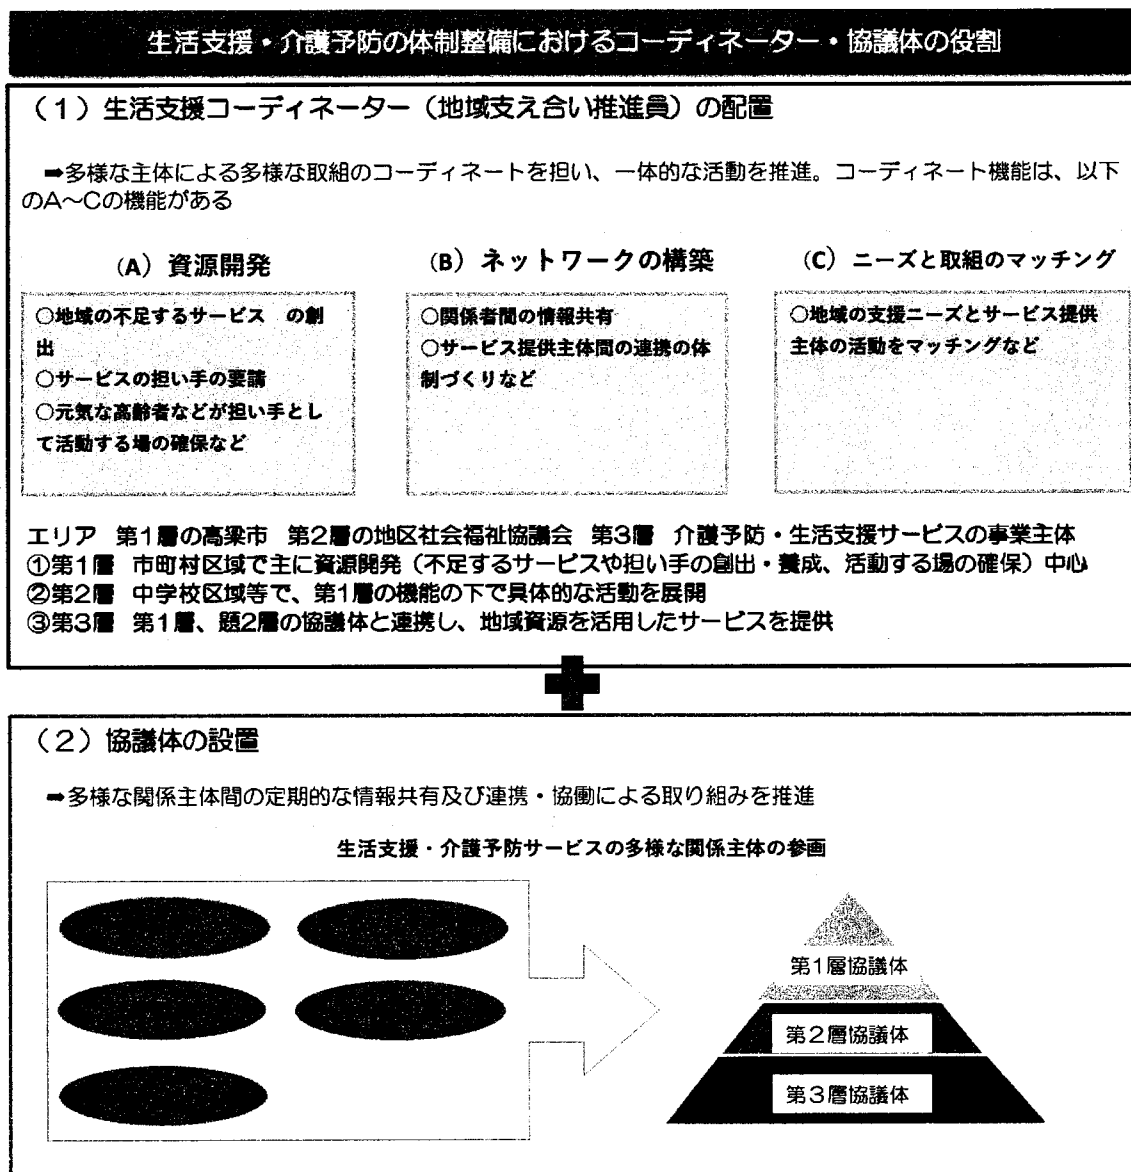 生活支援・介護予防の体制整備におけるコーディネーター・協議体の役割
（1）生活支援コーディネーター（地域支え合い推進員）の配置
➡多様な主体による多様な取組のコーディネートを担い、一体的な活動を推進。コーディネート機能は、以下
のA～Cの機能がある
（A）資源開発
○地域の不足するサービス　の創
出
○サービスの担い手の要請
○元気な高齢者などが担い手とし
て活動する場の確保など
（B）ネットワークの構築
○関係者間の情報共有
○サービス提供主体間の連携の体
制づくりなど
（C）ニーズと取組のマッチング
○地域の支援ニーズとサービス提供
主体の活動をマッチングなど
エリア　第1層の高梁市　第2層の地区社会福祉協議会　第3層　介護予防・生活支援サービスの事業主体
①第1層　市町村区域で主に資源開発（不足するサービスや担い手の創出・養成、活動する場の確保）中心
②第2層　中学校区域等で、第1層の機能の下で具体的な活動を展開
③第3層　第1層、題2層の協議体と連携し、地域資源を活用したサービスを提供
（2）協議体の設置
➡多様な関係主体間の定期的な情報共有及び連携・協働による取り組みを推進
生活支援・介護予防サービスの多様な関係主体の参画
第1層協議体
第2層協議体
第3層協議体